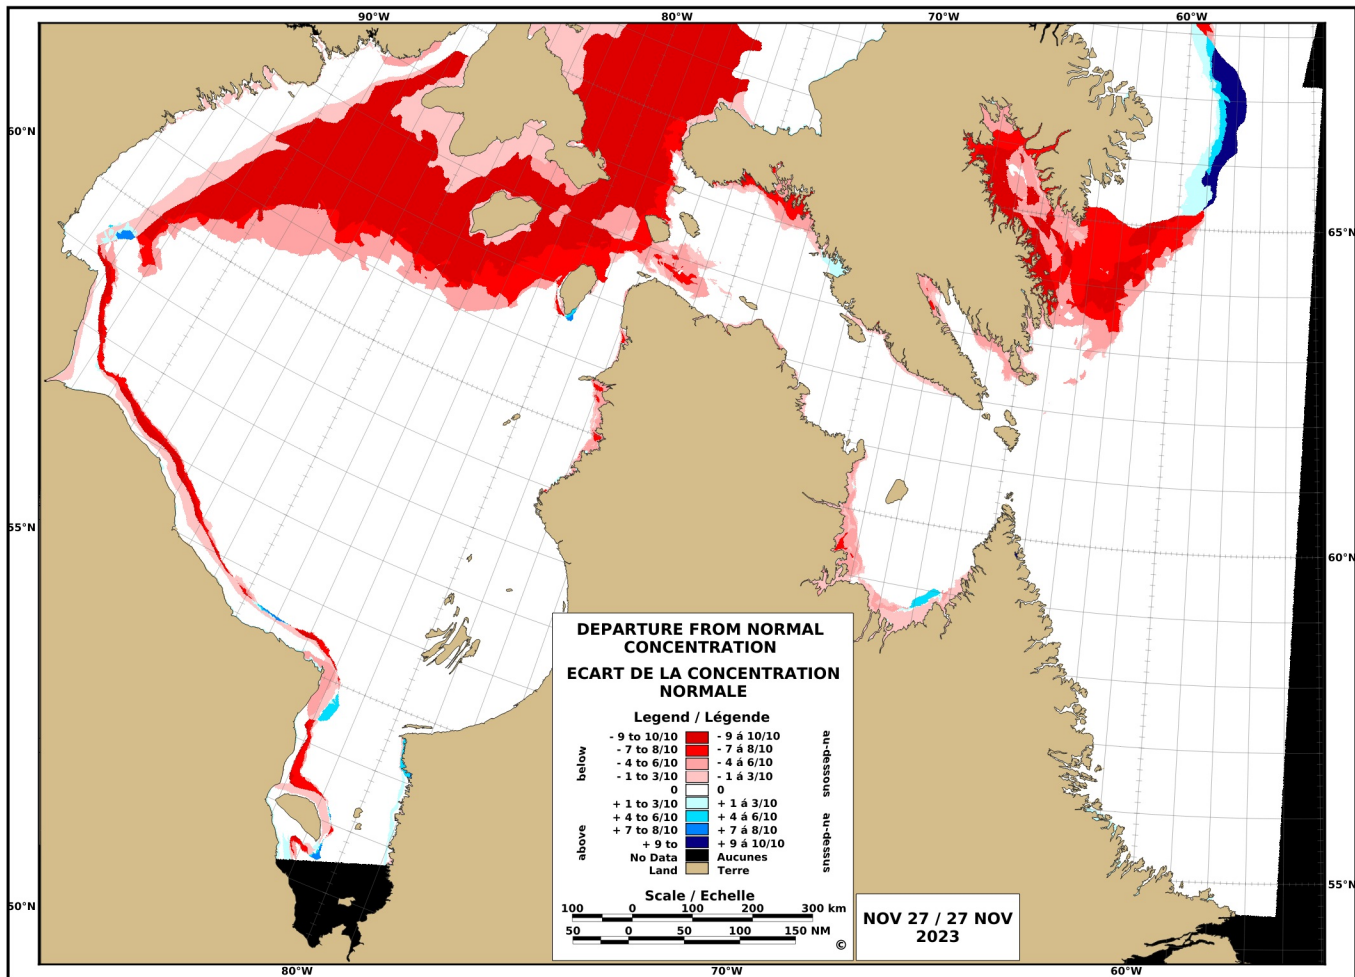 90°W 80°W 70°W 60°W
60°N
65°N
55°N
60°N
50°N
55°N
80°W 70°W 60°W
DEPARTURE FROM NORMAL
CONCENTRATION
ECART DE LA CONCENTRATION
NORMALE
Legend / Légende
below
above
- 9 to 10/10 - 9 á 10/10
- 7 to 8/10 - 7 á 8/10
- 4 to 6/10 - 4 á 6/10
- 1 to 3/10 - 1 á 3/10
0 0
+ 1 to 3/10 + 1 á 3/10
+ 4 to 6/10 + 4 á 6/10
+ 7 to 8/10 + 7 á 8/10
+ 9 to + 9 á 10/10
No Data Aucunes
Land Terre
au-dessous
au-dessus
Scale / Echelle
100 0 100 200 300 km
50 0 50 100 150 NM
©
NOV 27 / 27 NOV
2023